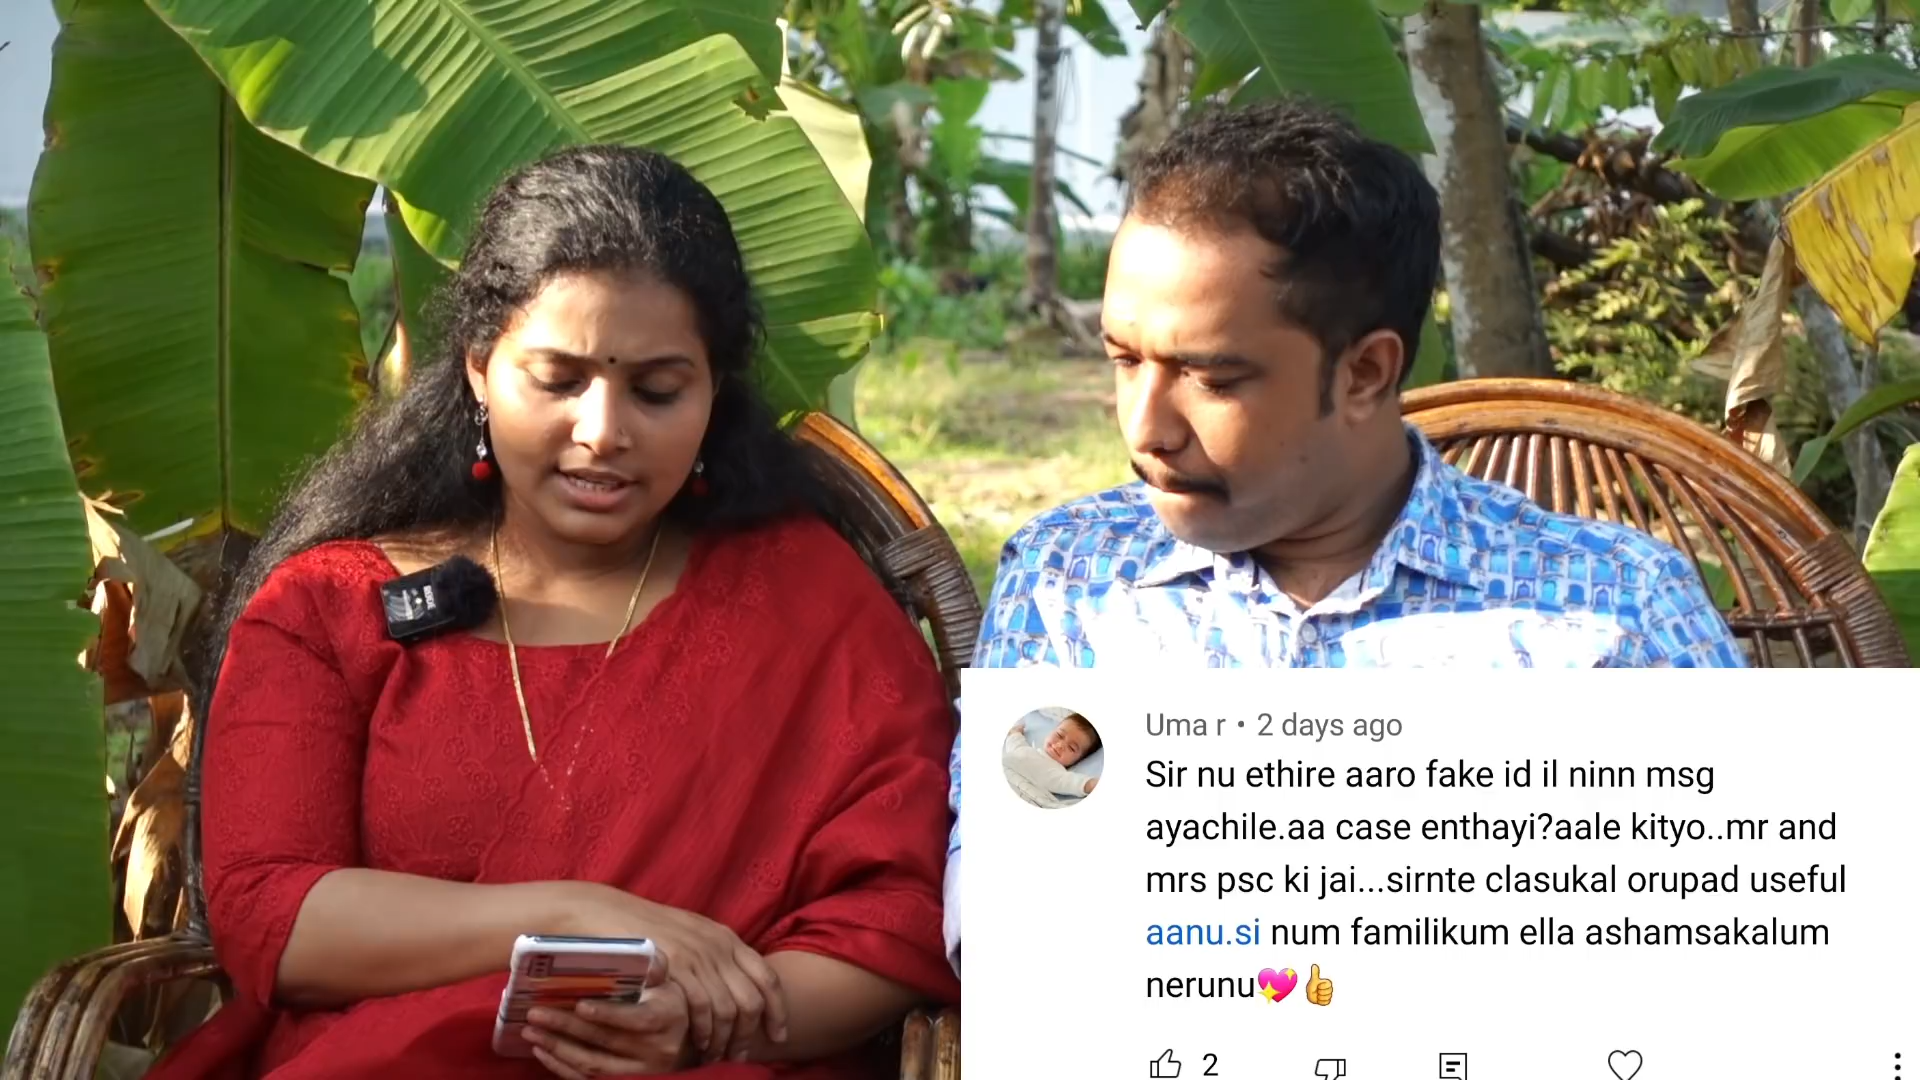 Uma r • 2 days ago
Sir nu ethire aaro fake id il ninn msg
ayachile.aa case enthayi?aale kityo..mr and
mrs psc ki jai...sirnte clasukal orupad useful
aanu.si num familikum ella ashamsakalum
nerunu💖👍
2